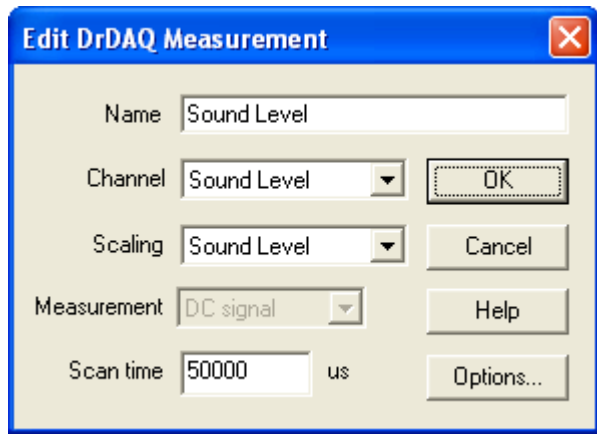 Edit DrDAQ Measurement
Name Sound Level
Channel Sound Level OK
Scaling Sound Level Cancel
Measurement DC signal Help
Scan time 50000 us Options...